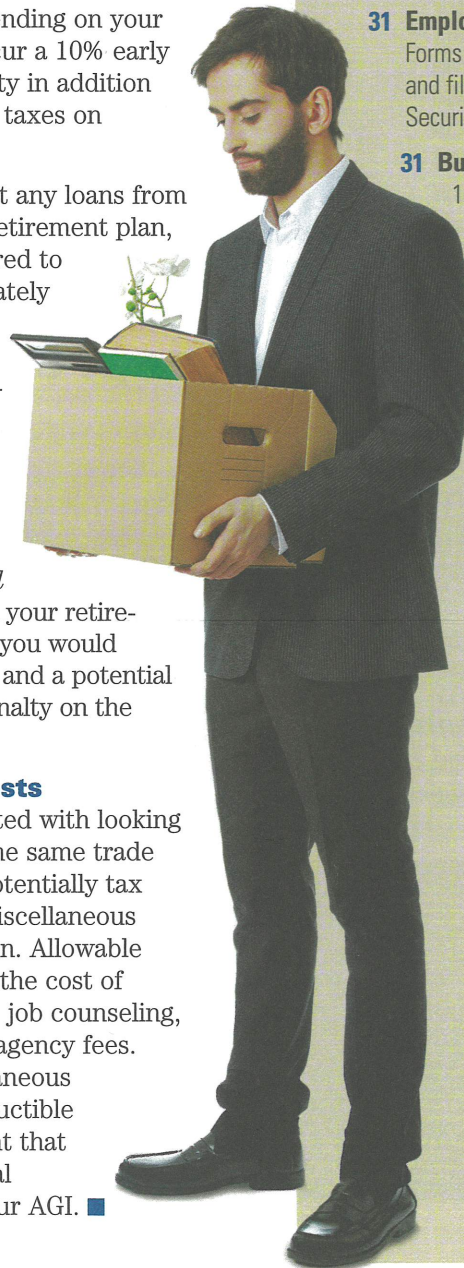 nding on your
ur a 10% early
ty in addition
taxes on
t any loans from
etirement plan,
red to
ately
your retire-
you would
and a potential
nalty on the
sts
ted with looking
ne same trade
otentially tax
iscellaneous
n. Allowable
the cost of
job counseling,
agency fees.
aneous
uctible
t that
al
ur AGI.
31 Emplo
Forms
and fil
Securi
31 Bu
1